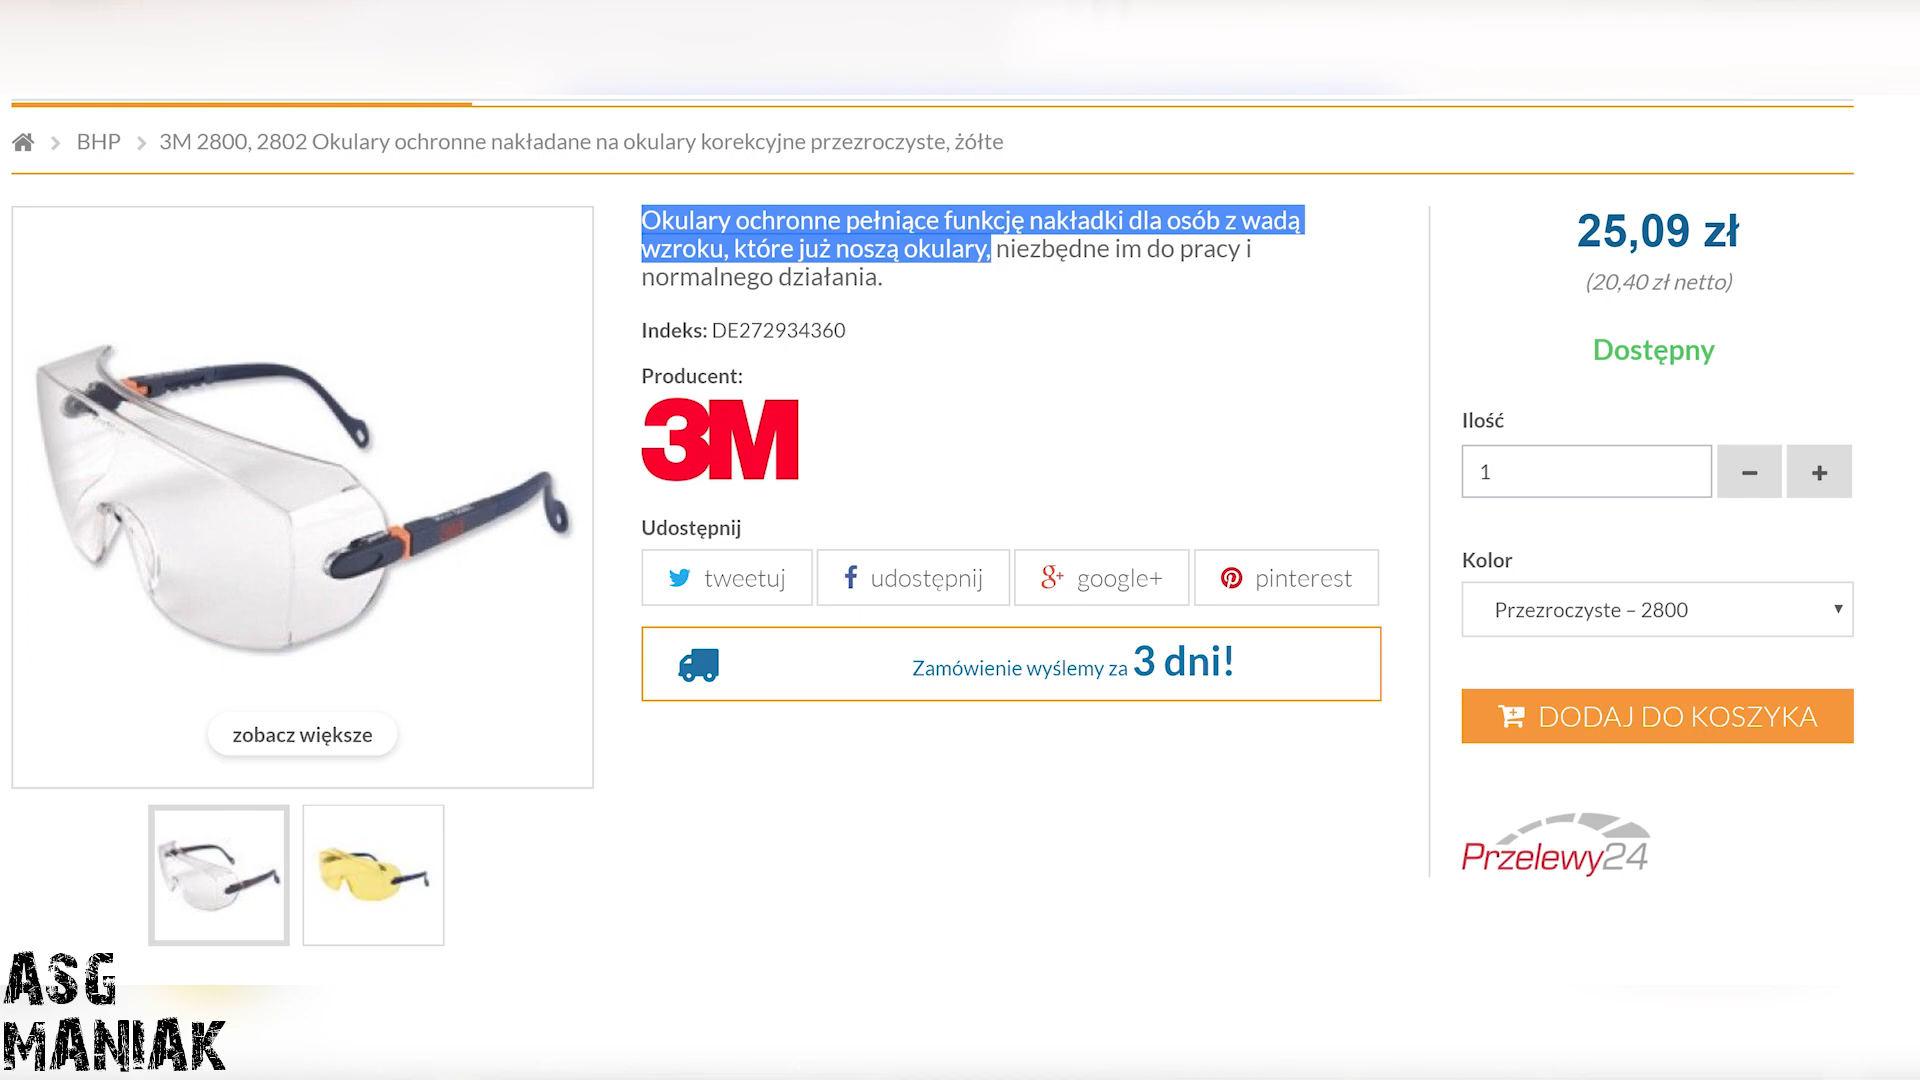 BHP
3M 2800, 2802 Okulary ochronne nakładane na okulary korekcyjne przezroczyste, żółte
Okulary ochronne pełniące funkcję nakładki dla osób z wadą
wzroku, które już noszą okulary, niezbędne im do pracy i
normalnego działania.
Indeks: DE272934360
Producent:
3M
Udostępnij
tweetuj
udostępnij
google+
pinterest
Zamówienie wyślemy za 3 dni!
25,09 zł
(20,40 zł netto)
Dostępny
Ilość
1
Kolor
Przezroczyste – 2800
DODAJ DO KOSZYKA
Przelewy24
zobacz większe
ASG
MANIAK